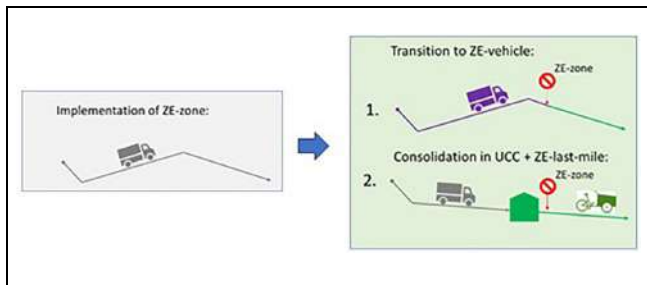 Implementation of ZE-zone:
Transition to ZE-vehicle:
ZE-zone
1.
Consolidation in UCC + ZE-last-mile:
ZE-zone
2.